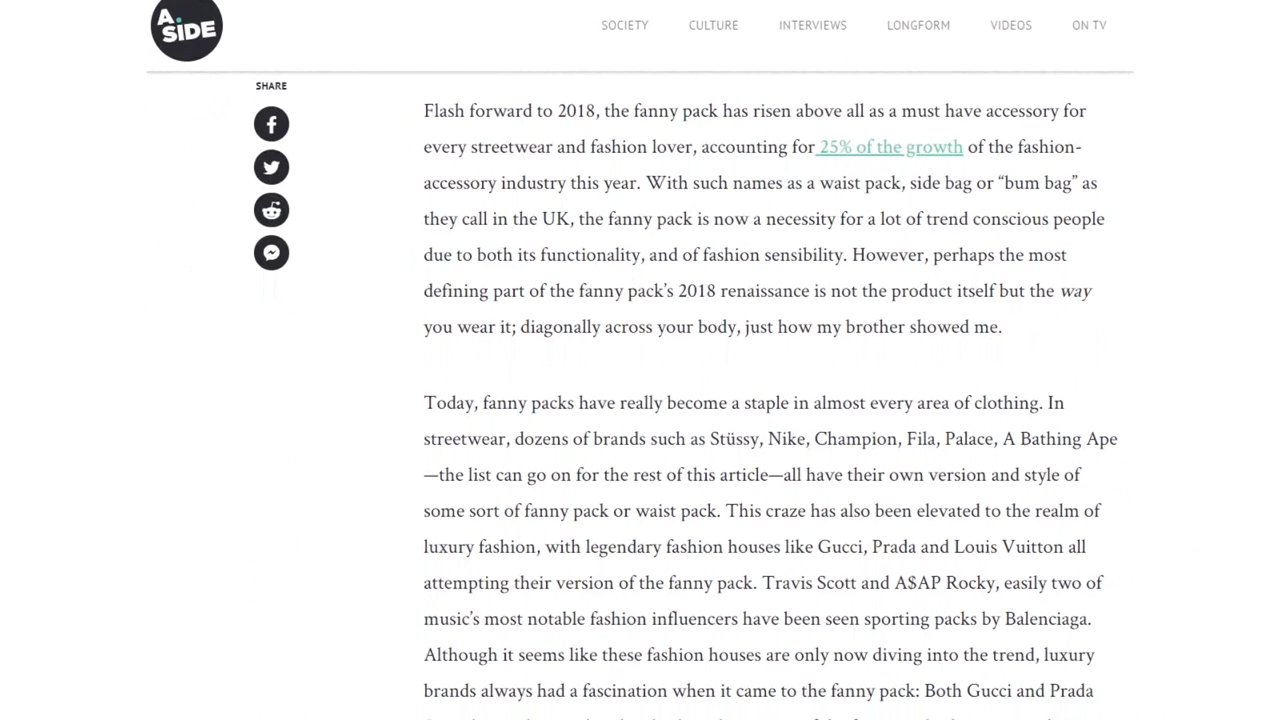 A.
SIDE
SOCIETY CULTURE INTERVIEWS LONGFORM VIDEOS ON TV
SHARE
Flash forward to 2018, the fanny pack has risen above all as a must have accessory for
every streetwear and fashion lover, accounting for 25% of the growth of the fashion-
accessory industry this year. With such names as a waist pack, side bag or “bum bag” as
they call in the UK, the fanny pack is now a necessity for a lot of trend conscious people
due to both its functionality, and of fashion sensibility. However, perhaps the most
defining part of the fanny pack’s 2018 renaissance is not the product itself but the way
you wear it; diagonally across your body, just how my brother showed me.
Today, fanny packs have really become a staple in almost every area of clothing. In
streetwear, dozens of brands such as Stüssy, Nike, Champion, Fila, Palace, A Bathing Ape
—the list can go on for the rest of this article—all have their own version and style of
some sort of fanny pack or waist pack. This craze has also been elevated to the realm of
luxury fashion, with legendary fashion houses like Gucci, Prada and Louis Vuitton all
attempting their version of the fanny pack. Travis Scott and A$AP Rocky, easily two of
music’s most notable fashion influencers have been seen sporting packs by Balenciaga.
Although it seems like these fashion houses are only now diving into the trend, luxury
brands always had a fascination when it came to the fanny pack: Both Gucci and Prada